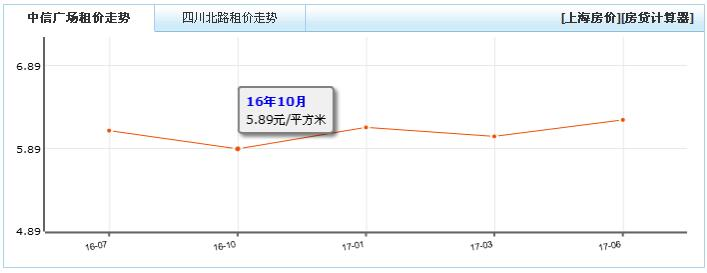 中信广场租价走势 四川北路租价走势 [上海房价][房贷计算器]
6.89
16年10月
5.89元/平方米
5.89
4.89
16-07 16-10 17-01 17-03 17-06